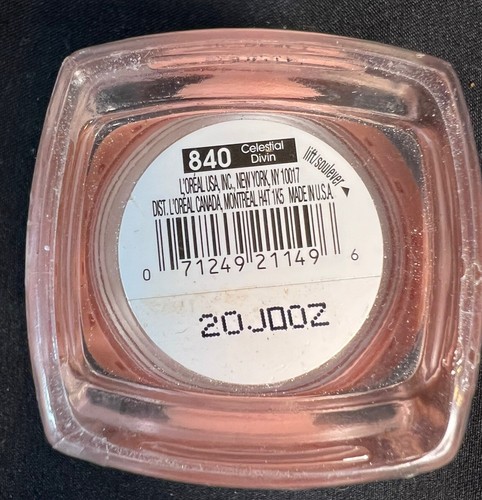 840 Celestial
Divin
lift/soulever
L'ORÉAL USA, INC., NEW YORK, NY 10017
DIST. L'ORÉAL CANADA, MONTREAL H4T 1K5 MADE IN U.S.A.
0 71249 21149 6
20J00Z